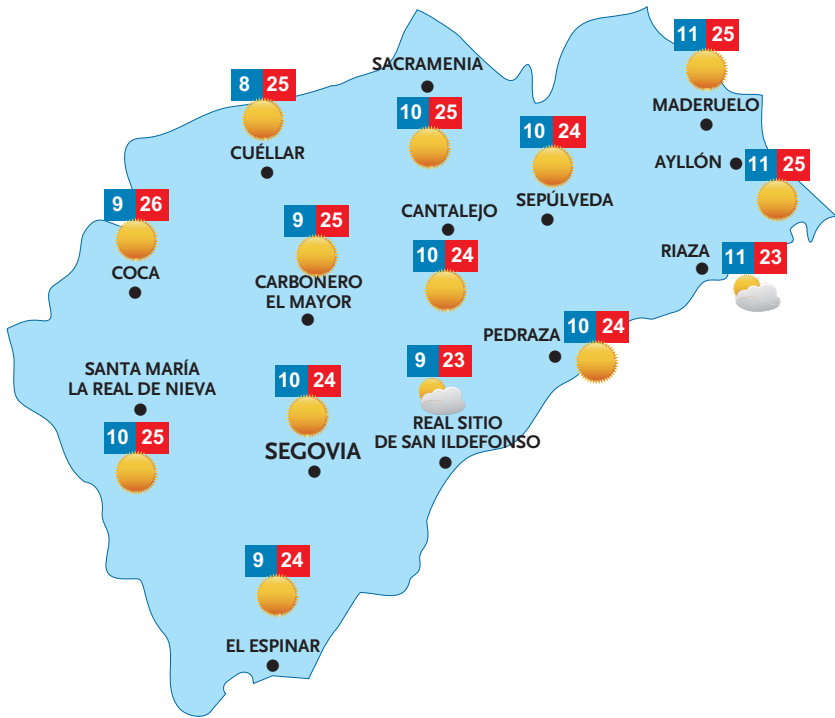 11 25
MADERUELO
SACRAMENIA
10 25
8 25
CUÉLLAR
10 24
SEPÚLVEDA
AYLLÓN
11 25
9 26
COCA
9 25
CARBONERO
EL MAYOR
CANTALEJO
10 24
RIAZA
11 23
PEDRAZA
10 24
SANTA MARÍA
LA REAL DE NIEVA
10 25
10 24
SEGOVIA
9 23
REAL SITIO
DE SAN ILDEFONSO
9 24
EL ESPINAR